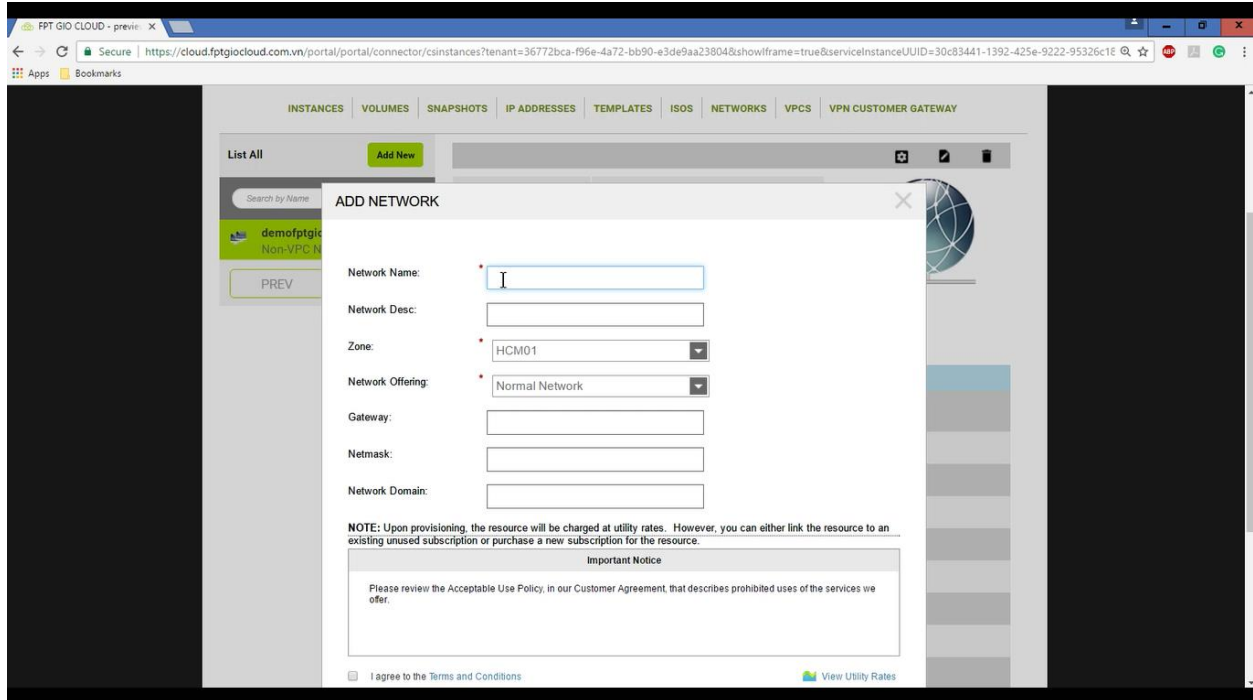 FPT GIO CLOUD - previe
Secure | https://cloud.fptgiocloud.com.vn/portal/portal/connector/csinstances?tenant=36772bca-f96e-4a72-bb90-e3de9aa23804&showIframe=true&serviceInstanceUUID=30c83441-1392-425e-9222-95326c18
ABP
Apps Bookmarks
INSTANCES VOLUMES SNAPSHOTS IP ADDRESSES TEMPLATES ISOS NETWORKS VPCS VPN CUSTOMER GATEWAY
List All Add New
Search by Name
demofptgio
Non-VPC N
PREV
ADD NETWORK
Network Name: *
Network Desc:
Zone: * HCM01
Network Offering: * Normal Network
Gateway:
Netmask:
Network Domain:
NOTE: Upon provisioning, the resource will be charged at utility rates. However, you can either link the resource to an
existing unused subscription or purchase a new subscription for the resource.
Important Notice
Please review the Acceptable Use Policy, in our Customer Agreement, that describes prohibited uses of the services we
offer.
I agree to the Terms and Conditions View Utility Rates